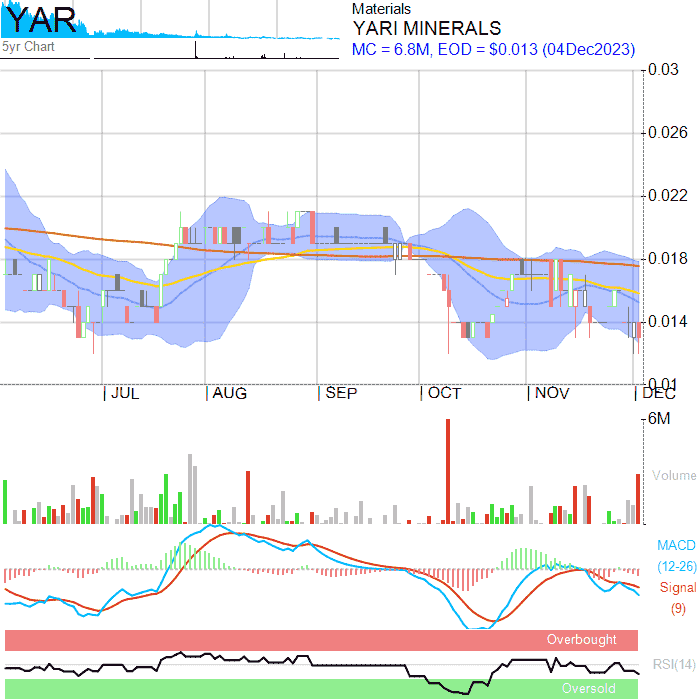 YAR
5yr Chart
Materials
YARI MINERALS
MC = 6.8M, EOD = $0.013 (04Dec2023)
0.03
0.026
0.022
0.018
0.014
0.01
JUL AUG SEP OCT NOV DEC
6M
Volume
MACD
(12-26)
Signal
(9)
Overbought
RSI(14)
Oversold